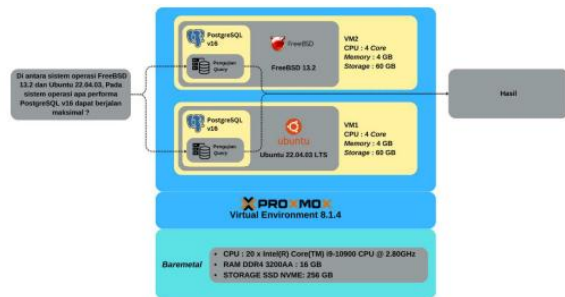 Di antara sistem operasi FreeBSD
13.2 dan Ubuntu 22.04.03, Pada
sistem operasi apa performa
PostgreSQL v16 dapat berjalan
maksimal ?
PostgreSQL
v16
Pengujian
Query
FreeBSD
FreeBSD 13.2
VM2
CPU : 4 Core
Memory : 4 GB
Storage : 60 GB
PostgreSQL
v16
Pengujian
Query
ubuntu
Ubuntu 22.04.03 LTS
VM1
CPU : 4 Core
Memory : 4 GB
Storage : 60 GB
Hasil
PROXMOX
Virtual Environment 8.1.4
Baremetal
• CPU : 20 x Intel(R) Core(TM) i9-10900 CPU @ 2.80GHz
• RAM DDR4 3200AA : 16 GB
• STORAGE SSD NVME: 256 GB